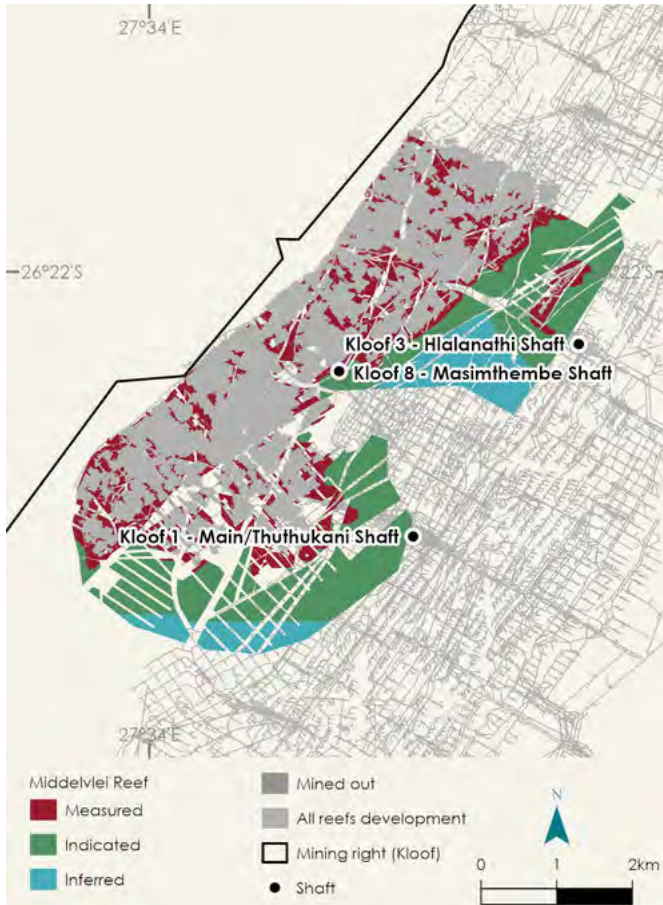 27°34'E
26°22'S
22'S
Kloof 3 - Hlalanathi Shaft
Kloof 8 - Masimthembe Shaft
Kloof 1 - Main/Thuthukani Shaft
27°34'E
Middelvlei Reef
Measured
Indicated
Inferred
Mined out
All reefs development
Mining right (Kloof)
Shaft
N
0 1 2km